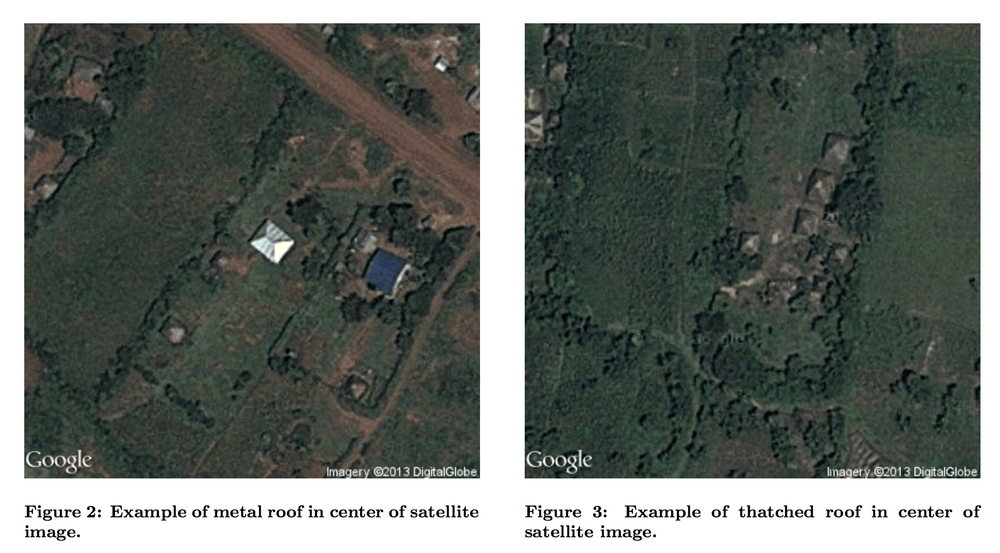 Google
Imagery ©2013 DigitalGlobe
Google
Imagery ©2013 DigitalGlobe
Figure 2: Example of metal roof in center of satellite
image.
Figure 3: Example of thatched roof in center of
satellite image.